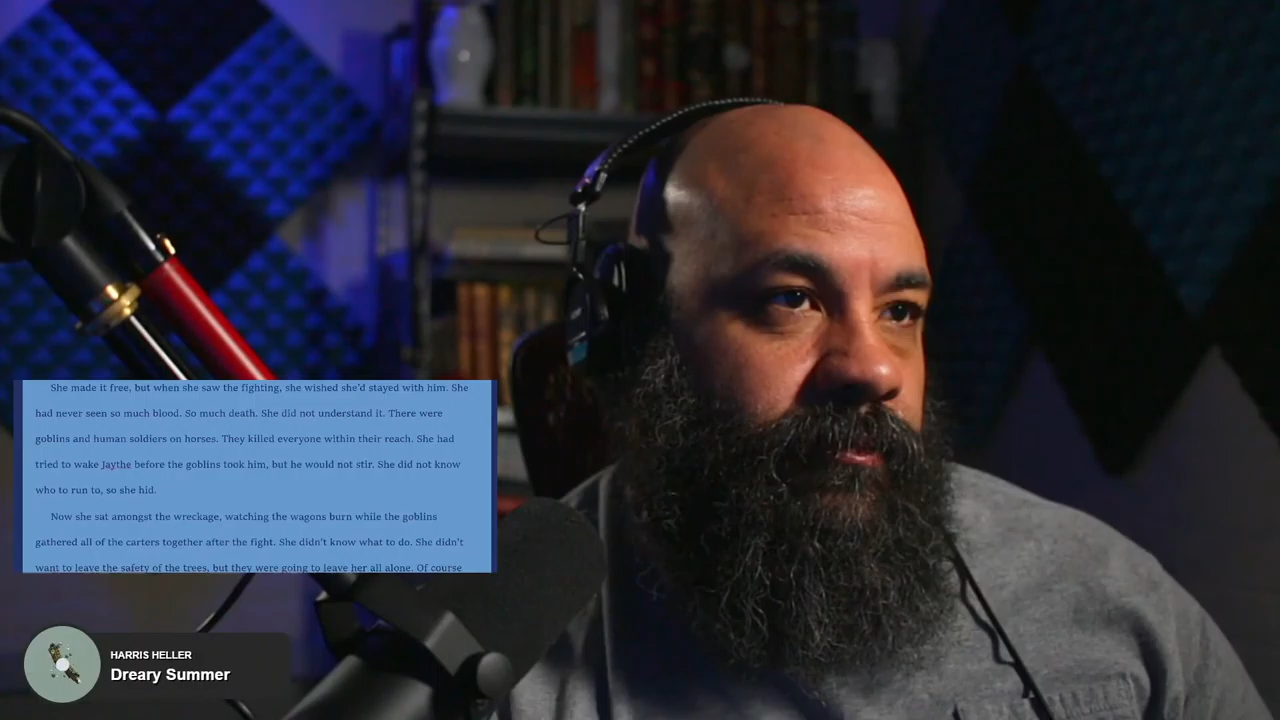 She made it free, but when she saw the fighting, she wished she'd stayed with him. She
had never seen so much blood. So much death. She did not understand it. There were
goblins and human soldiers on horses. They killed everyone within their reach. She had
tried to wake Jaythe before the goblins took him, but he would not stir. She did not know
who to run to, so she hid.
Now she sat amongst the wreckage, watching the wagons burn while the goblins
gathered all of the carters together after the fight. She didn't know what to do. She didn't
want to leave the safety of the trees, but they were going to leave her all alone. Of course
HARRIS HELLER
Dreary Summer